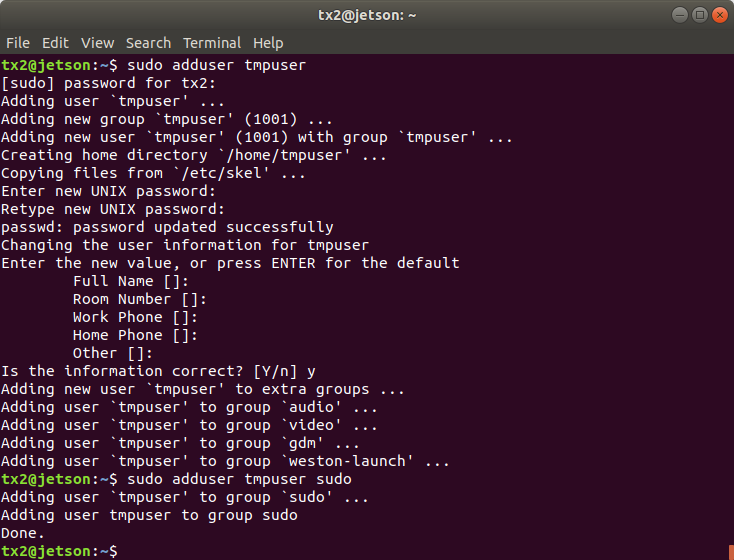 tx2@jetson: ~
File Edit View Search Terminal Help
tx2@jetson:~$ sudo adduser tmpuser
[sudo] password for tx2:
Adding user `tmpuser' ...
Adding new group `tmpuser' (1001) ...
Adding new user `tmpuser' (1001) with group `tmpuser' ...
Creating home directory `/home/tmpuser' ...
Copying files from `/etc/skel' ...
Enter new UNIX password:
Retype new UNIX password:
passwd: password updated successfully
Changing the user information for tmpuser
Enter the new value, or press ENTER for the default
        Full Name []:
        Room Number []:
        Work Phone []:
        Home Phone []:
        Other []:
Is the information correct? [Y/n] y
Adding new user `tmpuser' to extra groups ...
Adding user `tmpuser' to group `audio' ...
Adding user `tmpuser' to group `video' ...
Adding user `tmpuser' to group `gdm' ...
Adding user `tmpuser' to group `weston-launch' ...
tx2@jetson:~$ sudo adduser tmpuser sudo
Adding user `tmpuser' to group `sudo' ...
Adding user tmpuser to group sudo
Done.
tx2@jetson:~$